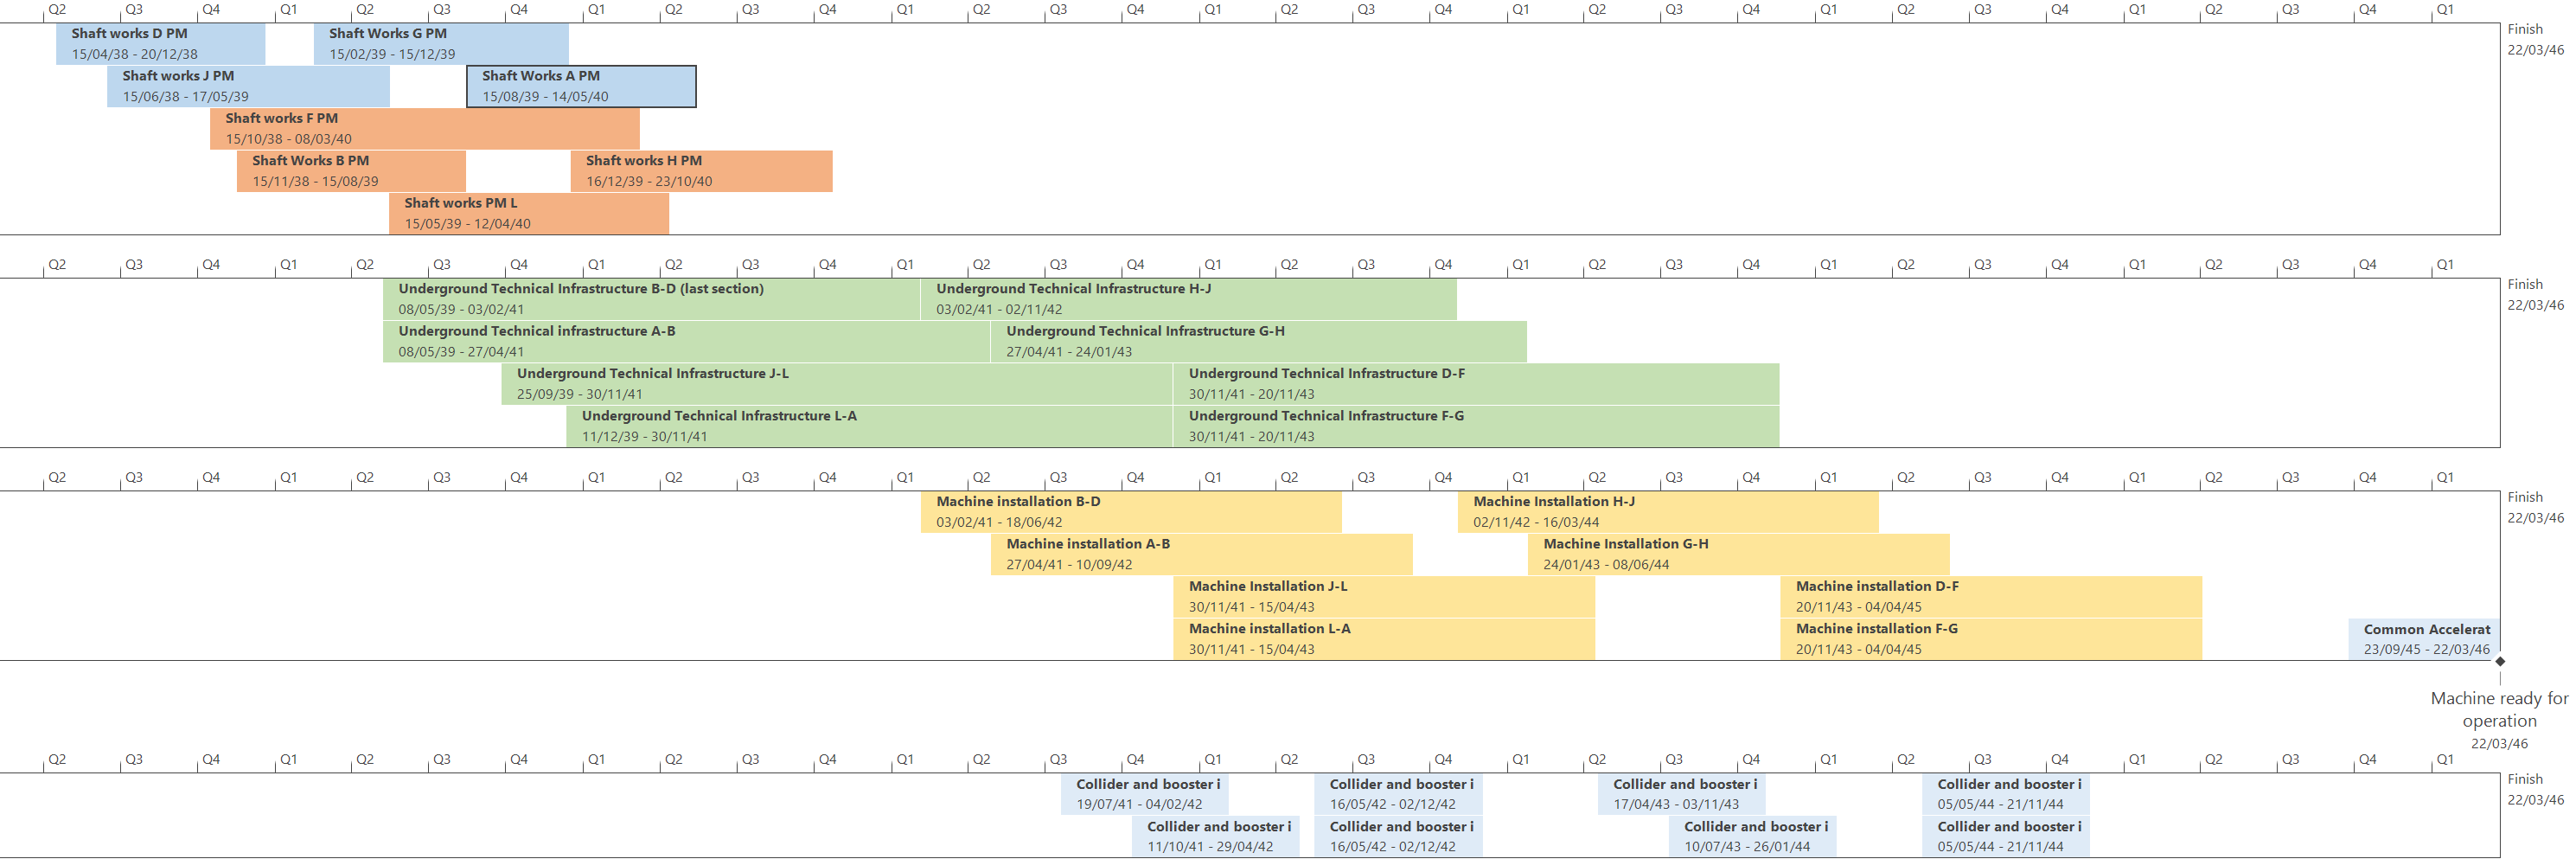 Q2 Q3 Q4 Q1 Q2 Q3 Q4 Q1 Q2 Q3 Q4 Q1 Q2 Q3 Q4 Q1 Q2 Q3 Q4 Q1 Q2 Q3 Q4 Q1 Q2 Q3 Q4 Q1 Q2 Q3 Q4 Q1
Shaft works D PM
15/04/38 - 20/12/38
Shaft Works G PM
15/02/39 - 15/12/39
Finish
22/03/46
Shaft works J PM
15/06/38 - 17/05/39
Shaft Works A PM
15/08/39 - 14/05/40
Shaft works F PM
15/10/38 - 08/03/40
Shaft Works B PM
15/11/38 - 15/08/39
Shaft works H PM
16/12/39 - 23/10/40
Shaft works PM L
15/05/39 - 12/04/40
Q2 Q3 Q4 Q1 Q2 Q3 Q4 Q1 Q2 Q3 Q4 Q1 Q2 Q3 Q4 Q1 Q2 Q3 Q4 Q1 Q2 Q3 Q4 Q1 Q2 Q3 Q4 Q1 Q2 Q3 Q4 Q1
Underground Technical Infrastructure B-D (last section)
08/05/39 - 03/02/41
Underground Technical Infrastructure H-J
03/02/41 - 02/11/42
Finish
22/03/46
Underground Technical infrastructure A-B
08/05/39 - 27/04/41
Underground Technical Infrastructure G-H
27/04/41 - 24/01/43
Underground Technical Infrastructure J-L
25/09/39 - 30/11/41
Underground Technical Infrastructure D-F
30/11/41 - 20/11/43
Underground Technical Infrastructure L-A
11/12/39 - 30/11/41
Underground Technical Infrastructure F-G
30/11/41 - 20/11/43
Q2 Q3 Q4 Q1 Q2 Q3 Q4 Q1 Q2 Q3 Q4 Q1 Q2 Q3 Q4 Q1 Q2 Q3 Q4 Q1 Q2 Q3 Q4 Q1 Q2 Q3 Q4 Q1 Q2 Q3 Q4 Q1
Machine installation B-D
03/02/41 - 18/06/42
Machine Installation H-J
02/11/42 - 16/03/44
Finish
22/03/46
Machine installation A-B
27/04/41 - 10/09/42
Machine Installation G-H
24/01/43 - 08/06/44
Machine Installation J-L
30/11/41 - 15/04/43
Machine installation D-F
20/11/43 - 04/04/45
Machine installation L-A
30/11/41 - 15/04/43
Machine installation F-G
20/11/43 - 04/04/45
Common Accelerat
23/09/45 - 22/03/46
Machine ready for
operation
22/03/46
Q2 Q3 Q4 Q1 Q2 Q3 Q4 Q1 Q2 Q3 Q4 Q1 Q2 Q3 Q4 Q1 Q2 Q3 Q4 Q1 Q2 Q3 Q4 Q1 Q2 Q3 Q4 Q1 Q2 Q3 Q4 Q1
Collider and booster i
19/07/41 - 04/02/42
Collider and booster i
16/05/42 - 02/12/42
Collider and booster i
17/04/43 - 03/11/43
Collider and booster i
05/05/44 - 21/11/44
Finish
22/03/46
Collider and booster i
11/10/41 - 29/04/42
Collider and booster i
16/05/42 - 02/12/42
Collider and booster i
10/07/43 - 26/01/44
Collider and booster i
05/05/44 - 21/11/44